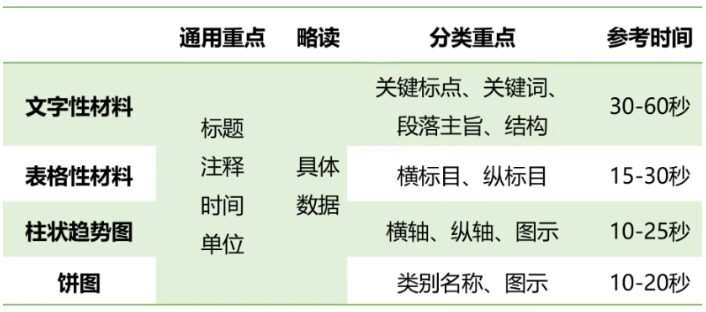 通用重点 略读 分类重点 参考时间
文字性材料 关键标点、关键词、 30-60秒
段落主旨、结构
标题
注释
时间
单位
具体
数据
表格性材料 横标目、纵标目 15-30秒
柱状趋势图 横轴、纵轴、图示 10-25秒
饼图 类别名称、图示 10-20秒